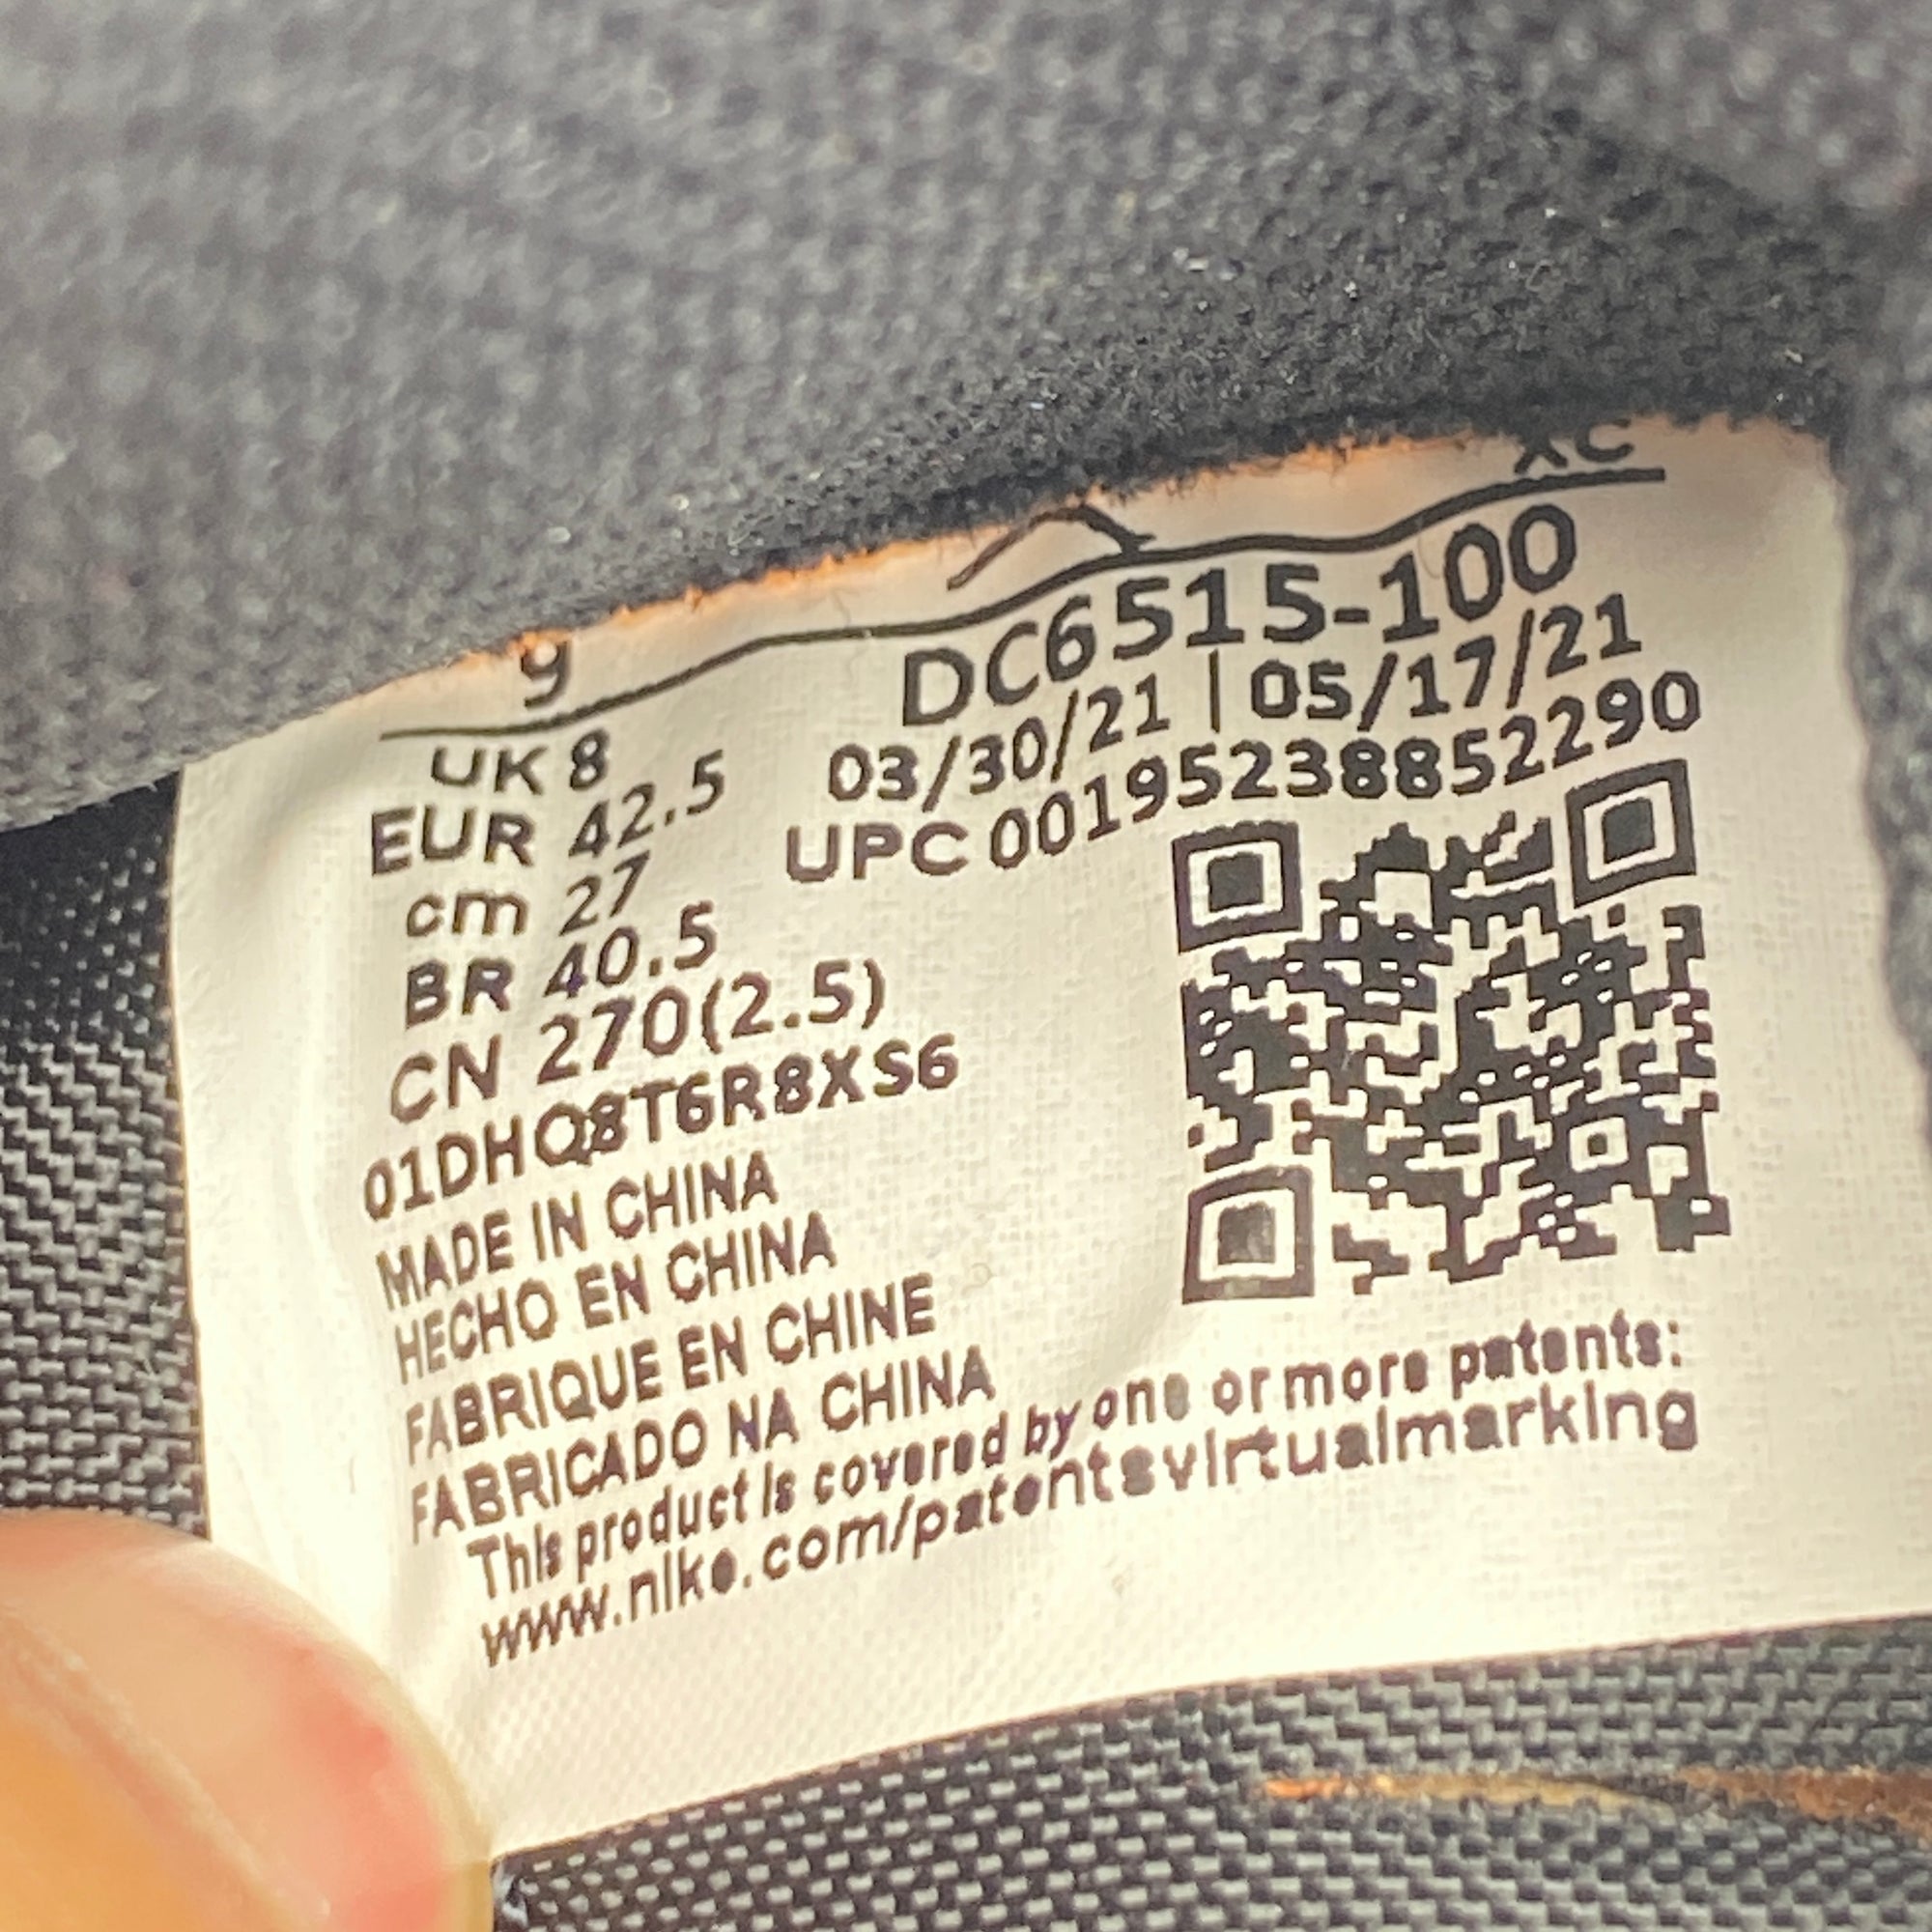 9
XC
DC6515-100
03/30/21 | 05/17/21
UPC 00195238852290
UK 8
EUR 42.5
cm 27
BR 40.5
CN 270(2.5)
01DHQ8T6R8XS6
MADE IN CHINA
HECHO EN CHINA
FABRIQUE EN CHINE
FABRICADO NA CHINA
This product is covered by one or more patents:
www.nike.com/patentsvirtualmarking